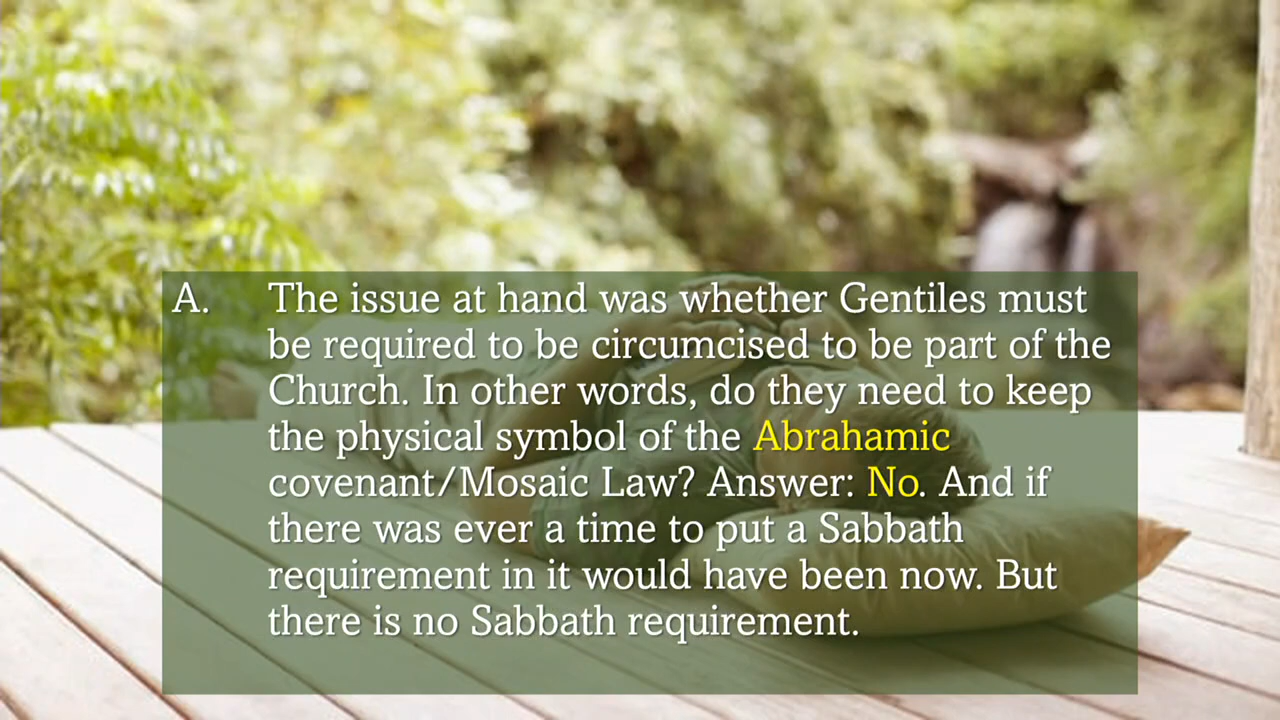 A. The issue at hand was whether Gentiles must
be required to be circumcised to be part of the
Church. In other words, do they need to keep
the physical symbol of the Abrahamic
covenant/Mosaic Law? Answer: No. And if
there was ever a time to put a Sabbath
requirement in it would have been now. But
there is no Sabbath requirement.